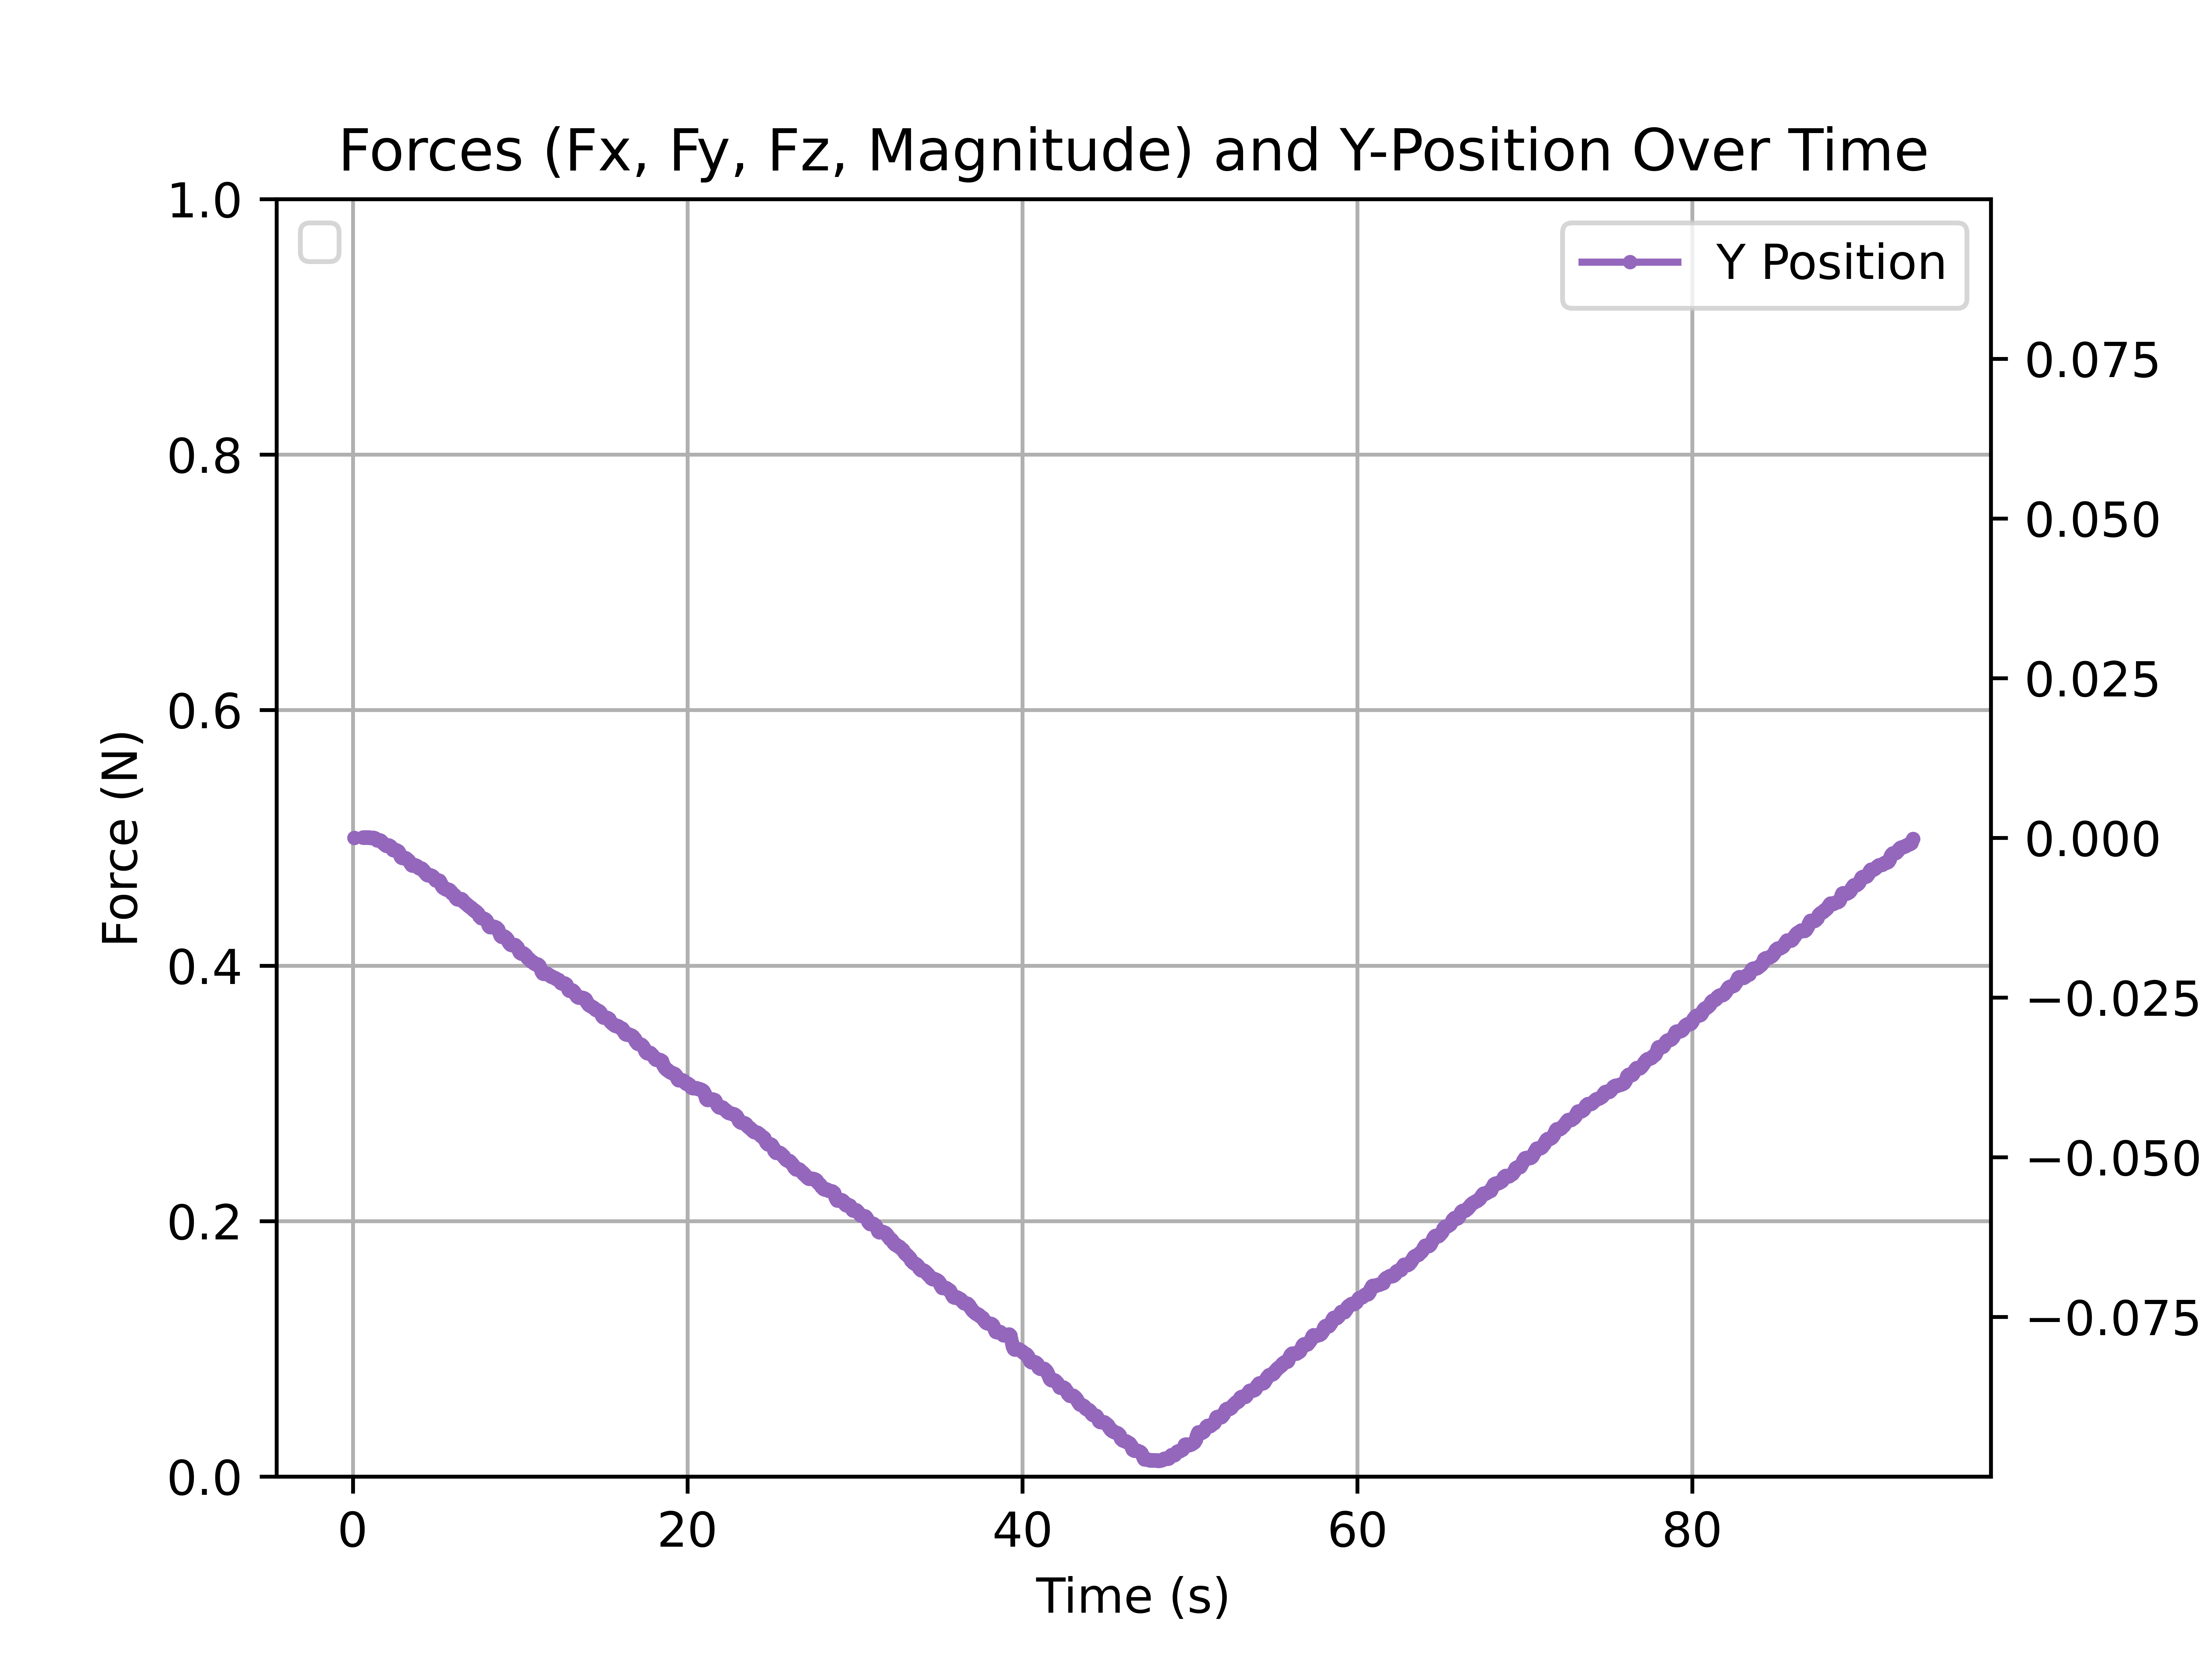 Forces (Fx, Fy, Fz, Magnitude) and Y-Position Over Time
Y Position
Force (N)
1.0
0.8
0.6
0.4
0.2
0.0
0.075
0.050
0.025
0.000
−0.025
−0.050
−0.075
0 20 40 60 80
Time (s)